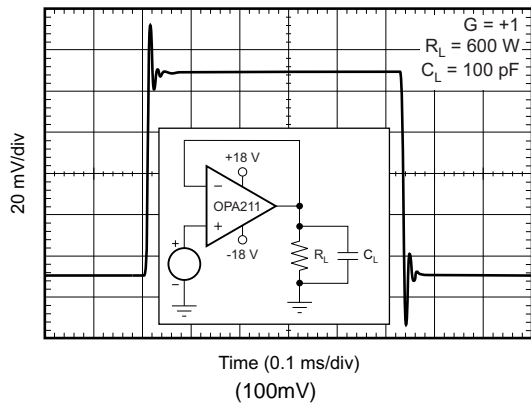 G = +1
R_L = 600 W
C_L = 100 pF
20 mV/div
+18 V
−
OPA211
+
+
−
-18 V
R_L
C_L
Time (0.1 ms/div)
(100mV)